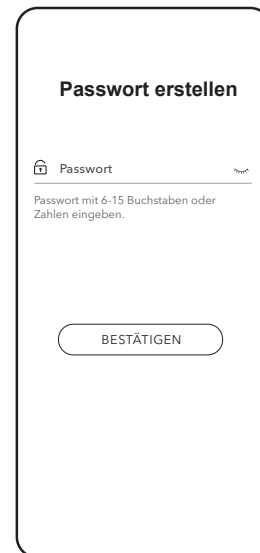 Passwort erstellen
Passwort
Passwort mit 6-15 Buchstaben oder
Zahlen eingeben.
BESTÄTIGEN